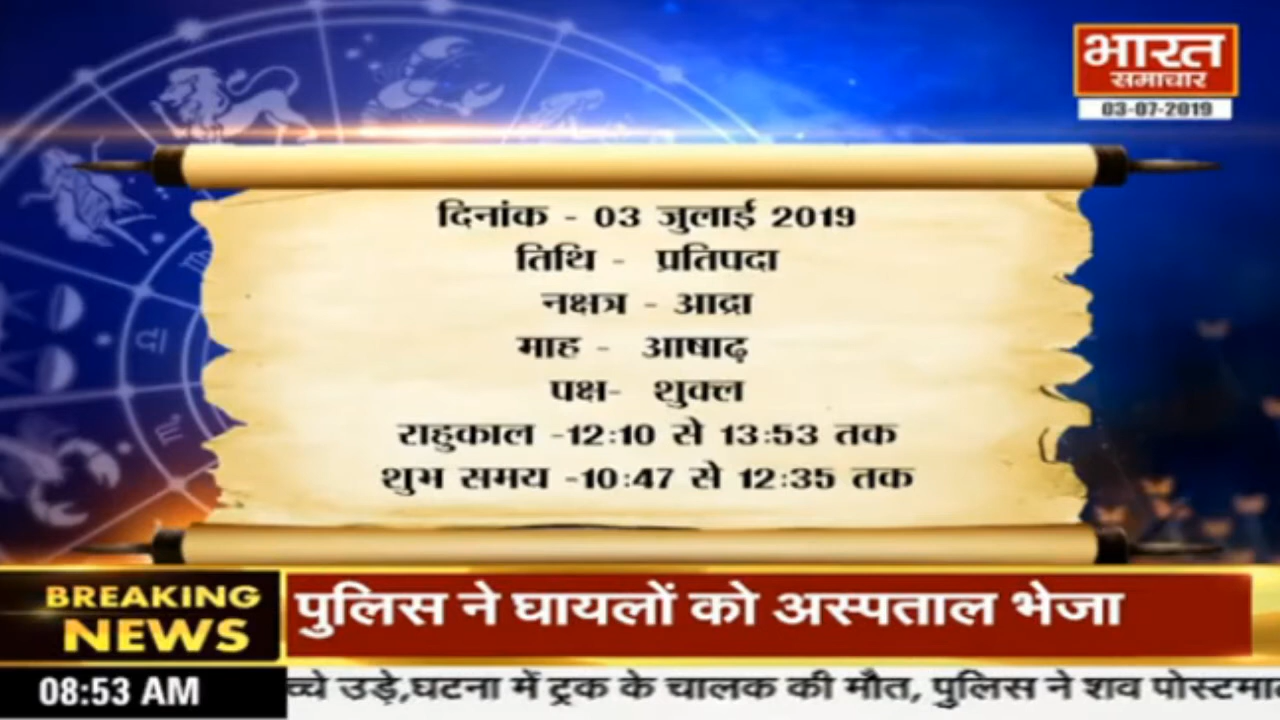 भारत
समाचार
03-07-2019
दिनांक - 03 जुलाई 2019
तिथि - प्रतिपदा
नक्षत्र - आद्रा
माह - आषाढ़
पक्ष- शुक्ल
राहुकाल -12:10 से 13:53 तक
शुभ समय -10:47 से 12:35 तक
BREAKING
NEWS
पुलिस ने घायलों को अस्पताल भेजा
08:53 AM
उड़े,घटना में ट्रक के चालक की मौत, पुलिस ने शव